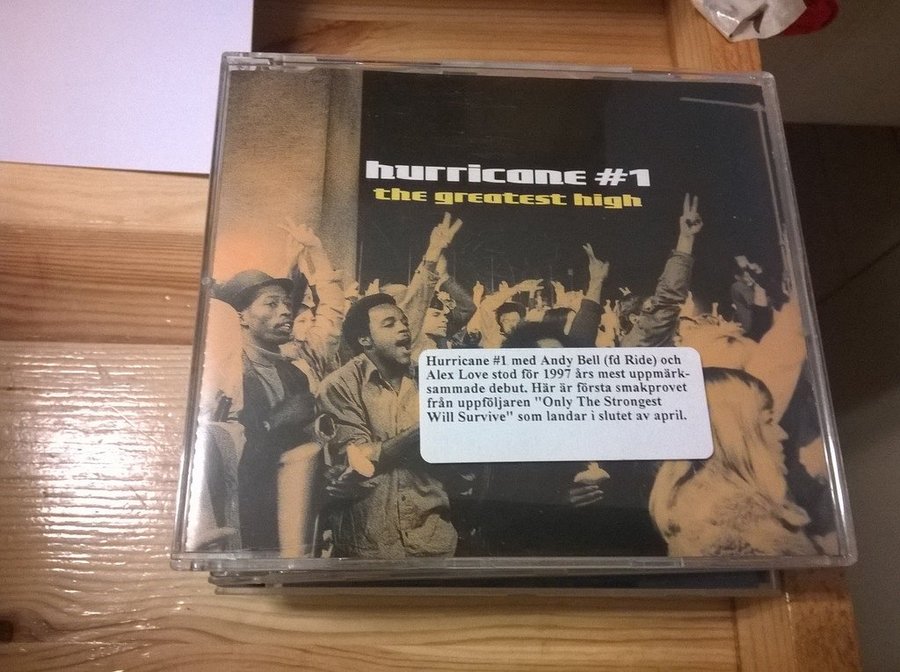 hurricane #1
the greatest high
Hurricane #1 med Andy Bell (fd Ride) och
Alex Love stod för 1997 års mest uppmärk-
sammade debut. Här är första smakprovet
från uppföljaren "Only The Strongest
Will Survive" som landar i slutet av april.